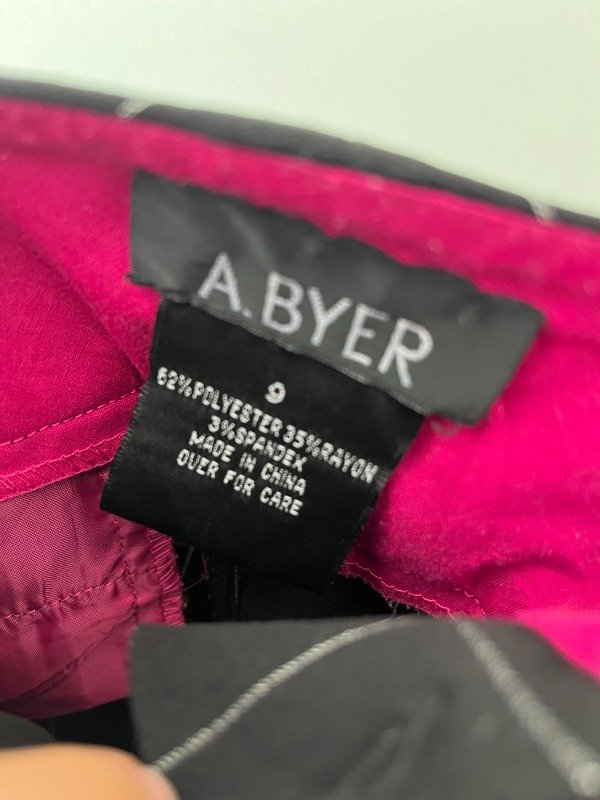 A.BYER
9
62%POLYESTER 35%RAYON
3%SPANDEX
MADE IN CHINA
OVER FOR CARE